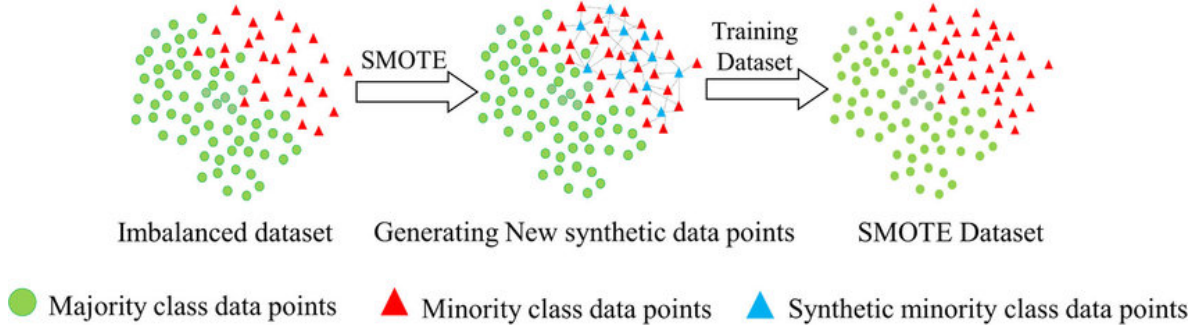 SMOTE
Training
Dataset
Imbalanced dataset
Generating New synthetic data points
SMOTE Dataset
Majority class data points
Minority class data points
Synthetic minority class data points